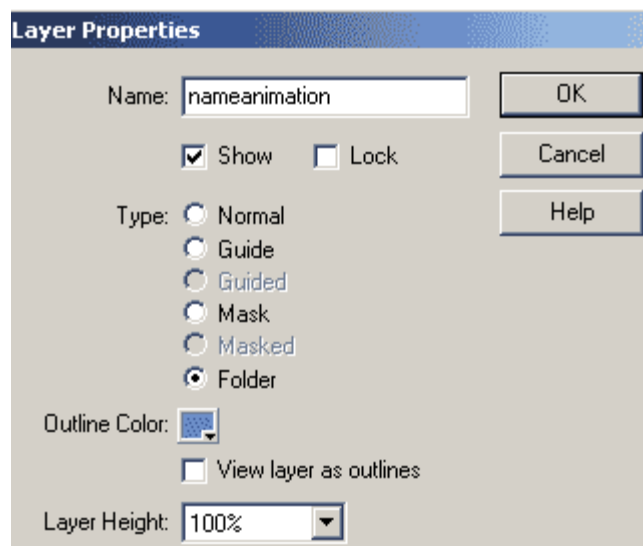 Layer Properties
Name: nameanimation OK
Show Lock Cancel
Type: Normal Help
Guide
Guided
Mask
Masked
Folder
Outline Color:
View layer as outlines
Layer Height: 100%